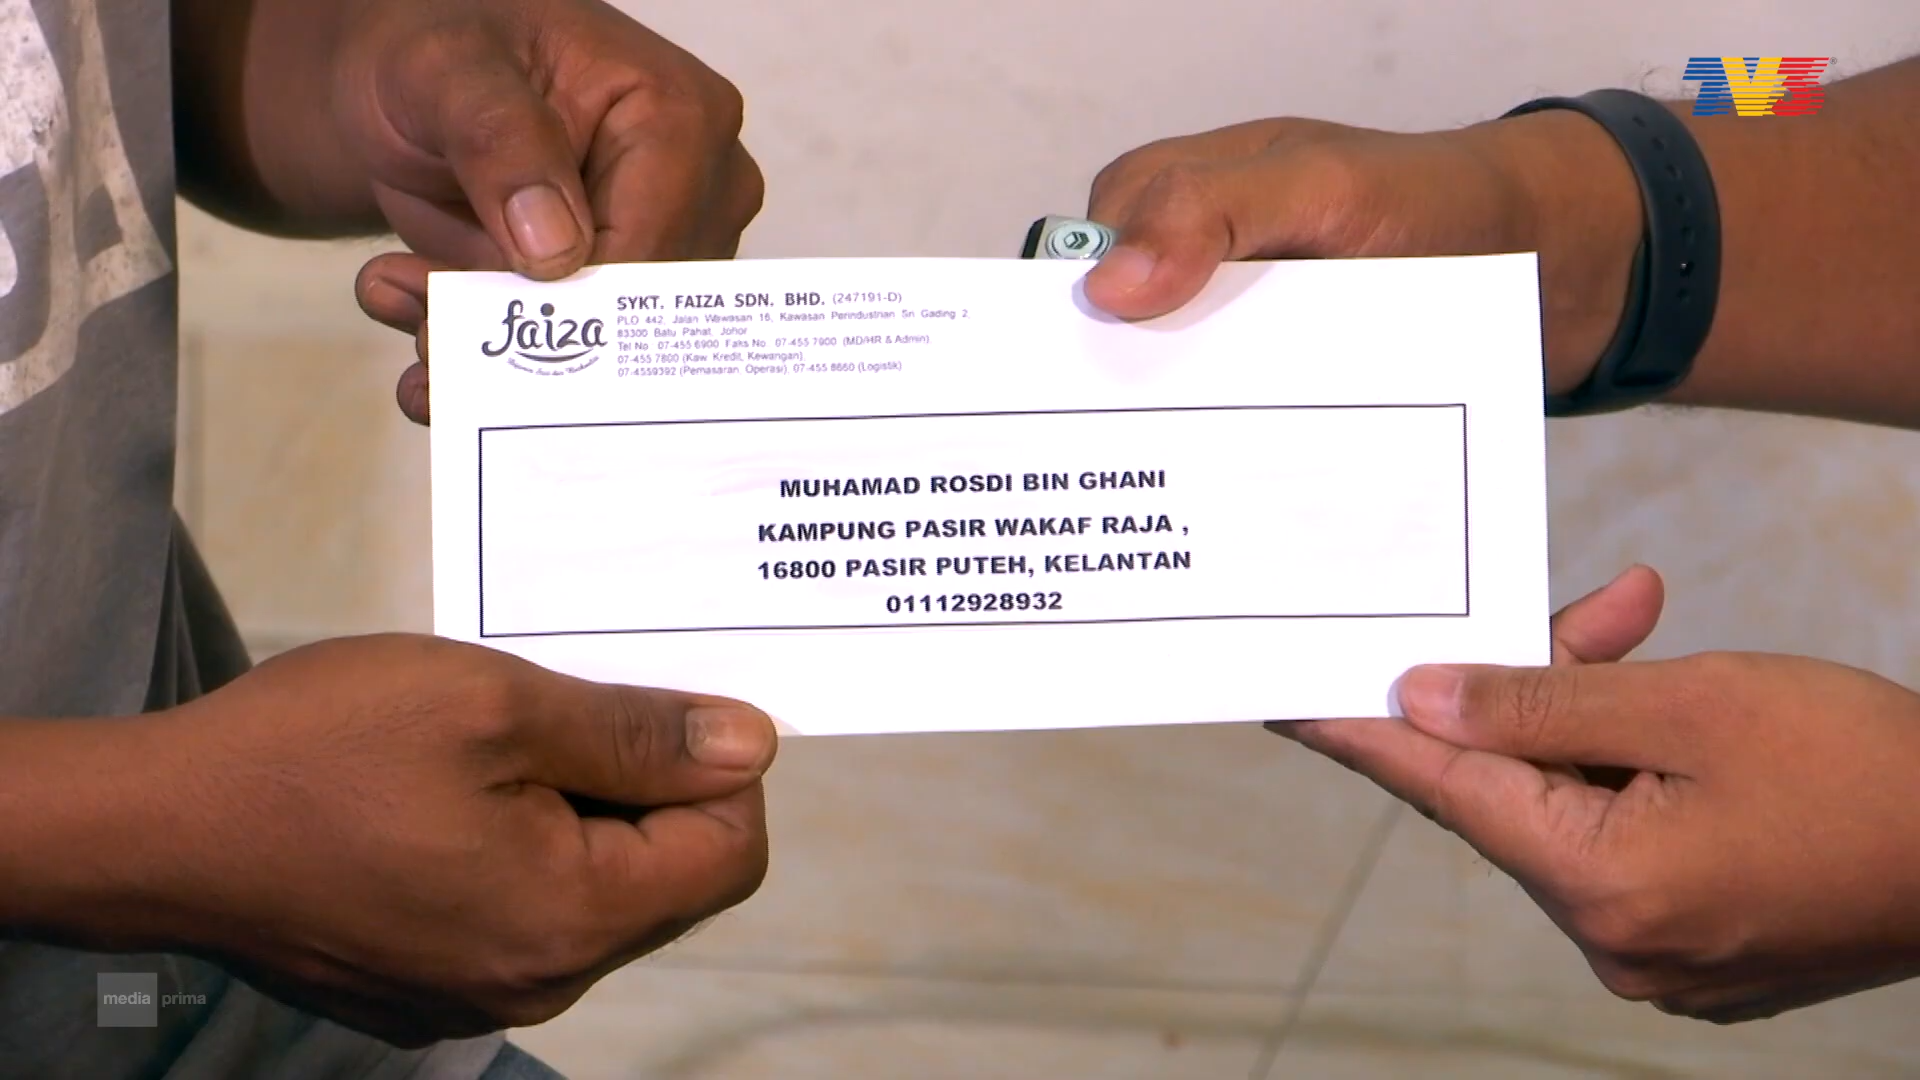 TV3
faiza
SYKT. FAIZA SDN. BHD. (247191-D)
PLO 442, Jalan Wawasan 16, Kawasan Perindustrian Sri Gading 2,
83300 Batu Pahat, Johor
Tel No 07-455 6900 Faks No 07-455 7900 (MD/HR & Admin),
07-455 7800 (Kaw. Kredit, Kewangan),
07-4559392 (Pemasaran, Operasi), 07-455 8660 (Logistik)
MUHAMAD ROSDI BIN GHANI
KAMPUNG PASIR WAKAF RAJA ,
16800 PASIR PUTEH, KELANTAN
01112928932
media prima